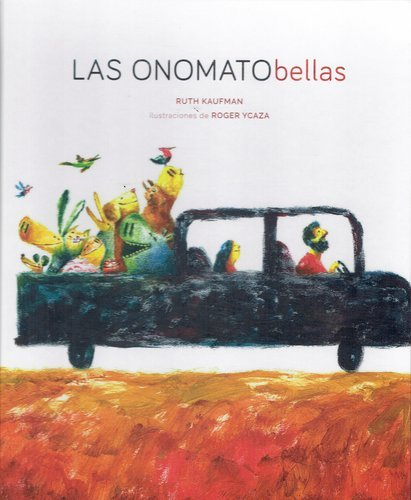 LAS ONOMATObellas
RUTH KAUFMAN
ilustraciones de ROGER YCAZA